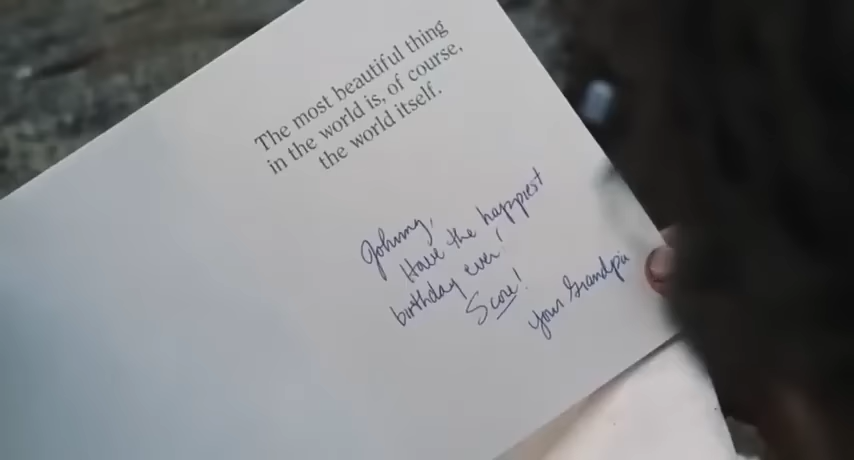 The most beautiful thing
in the world is, of course,
the world itself.
Johnny,
Have the happiest
birthday ever!
Score!
Your Grandpa